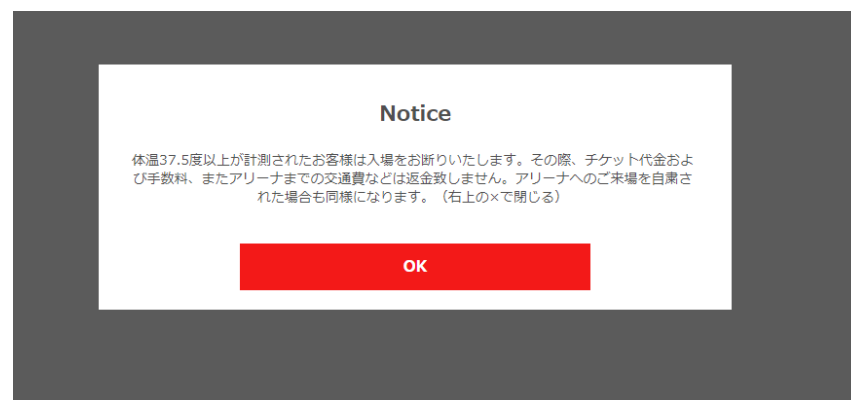 Notice
体温37.5度以上が計測されたお客様は入場をお断りいたします。その際、チケット代金およ
び手数料、またアリーナまでの交通費などは返金致しません。アリーナへのご来場を自粛さ
れた場合も同様になります。（右上の×で閉じる）
OK